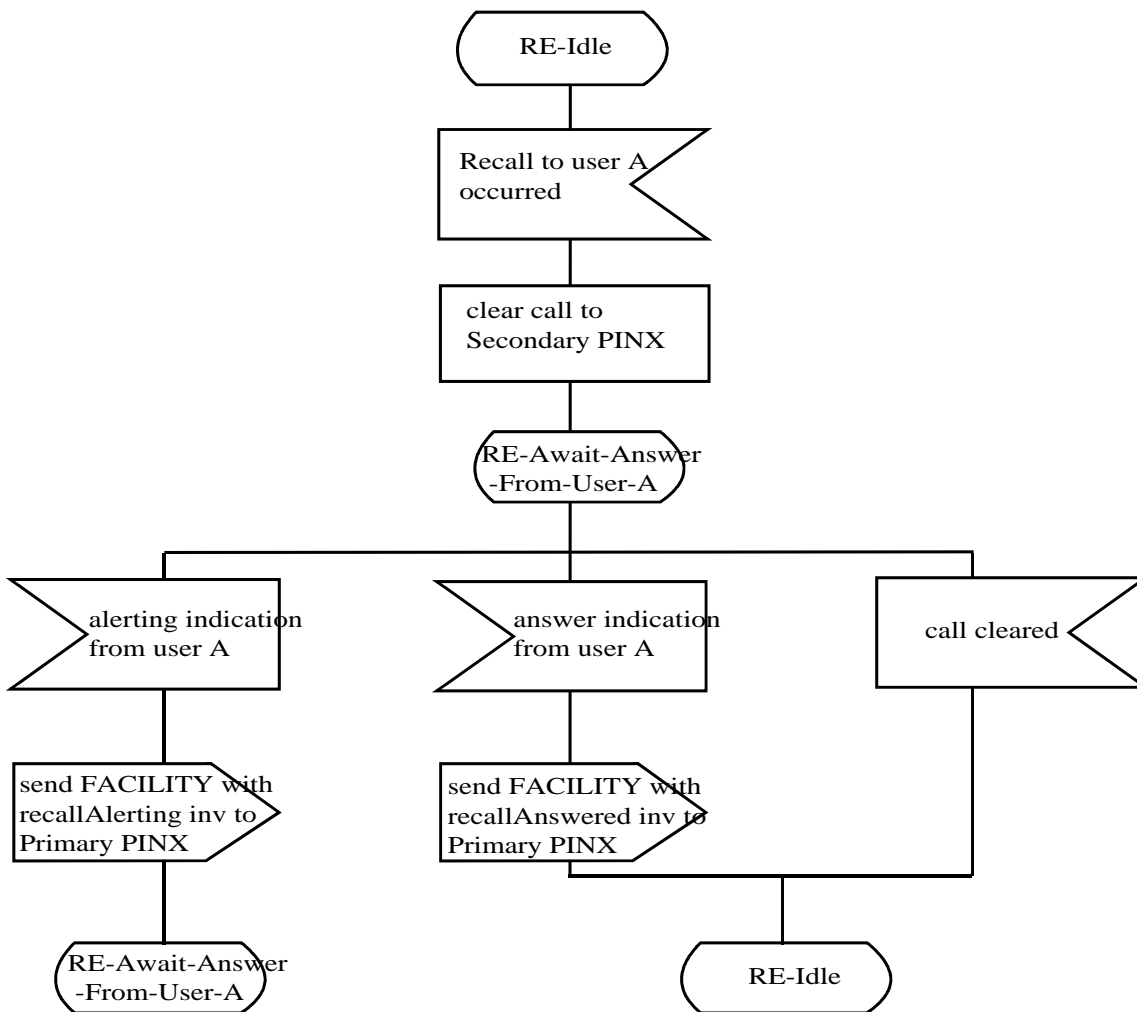 RE-Idle
Recall to user A
occurred
clear call to
Secondary PINX
RE-Await-Answer
-From-User-A
alerting indication
from user A
answer indication
from user A
call cleared
send FACILITY with
recallAlerting inv to
Primary PINX
send FACILITY with
recallAnswered inv to
Primary PINX
RE-Await-Answer
-From-User-A
RE-Idle